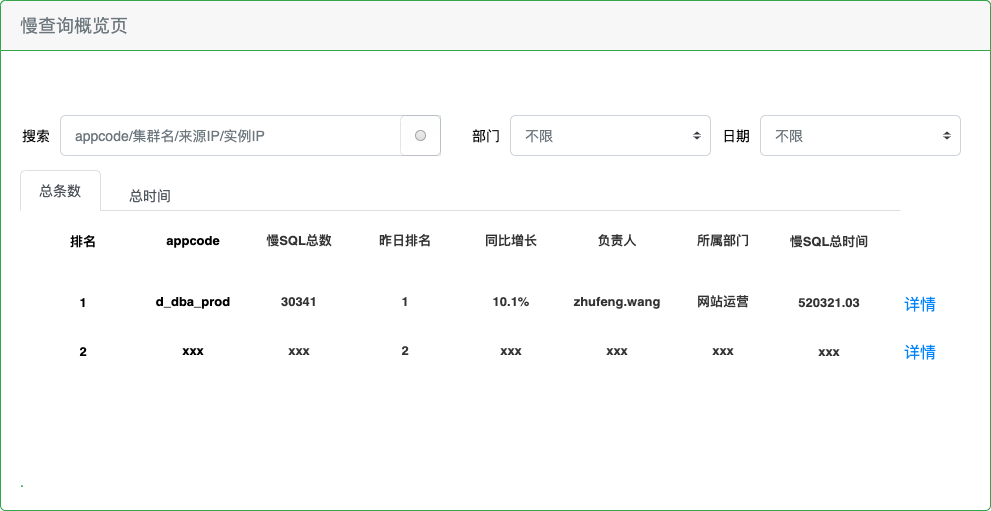 慢查询概览页
搜索 appcode/集群名/来源IP/实例IP 部门 不限 日期 不限
总条数 总时间
排名 appcode 慢SQL总数 昨日排名 同比增长 负责人 所属部门 慢SQL总时间
1 d_dba_prod 30341 1 10.1% zhufeng.wang 网站运营 520321.03 详情
2 xxx xxx 2 xxx xxx xxx xxx 详情